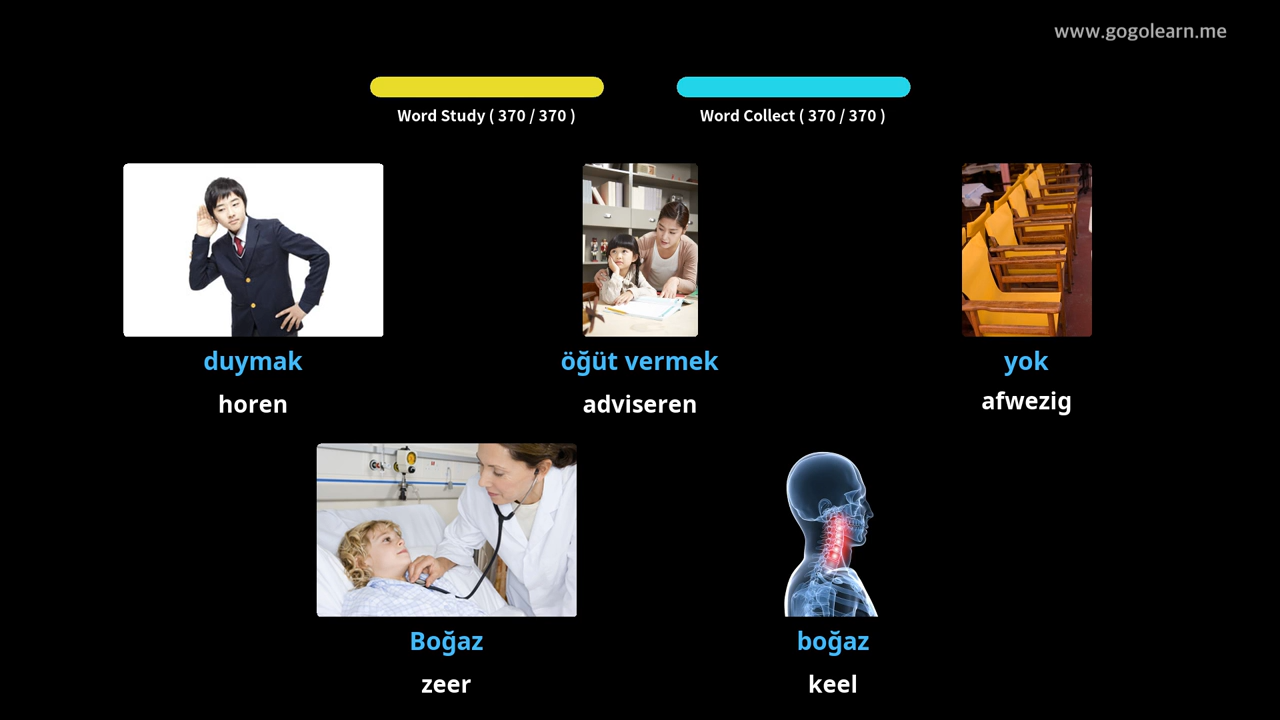 www.gogolearn.me
Word Study ( 370 / 370 )
Word Collect ( 370 / 370 )
duymak
horen
öğüt vermek
adviseren
yok
afwezig
Boğaz
zeer
boğaz
keel